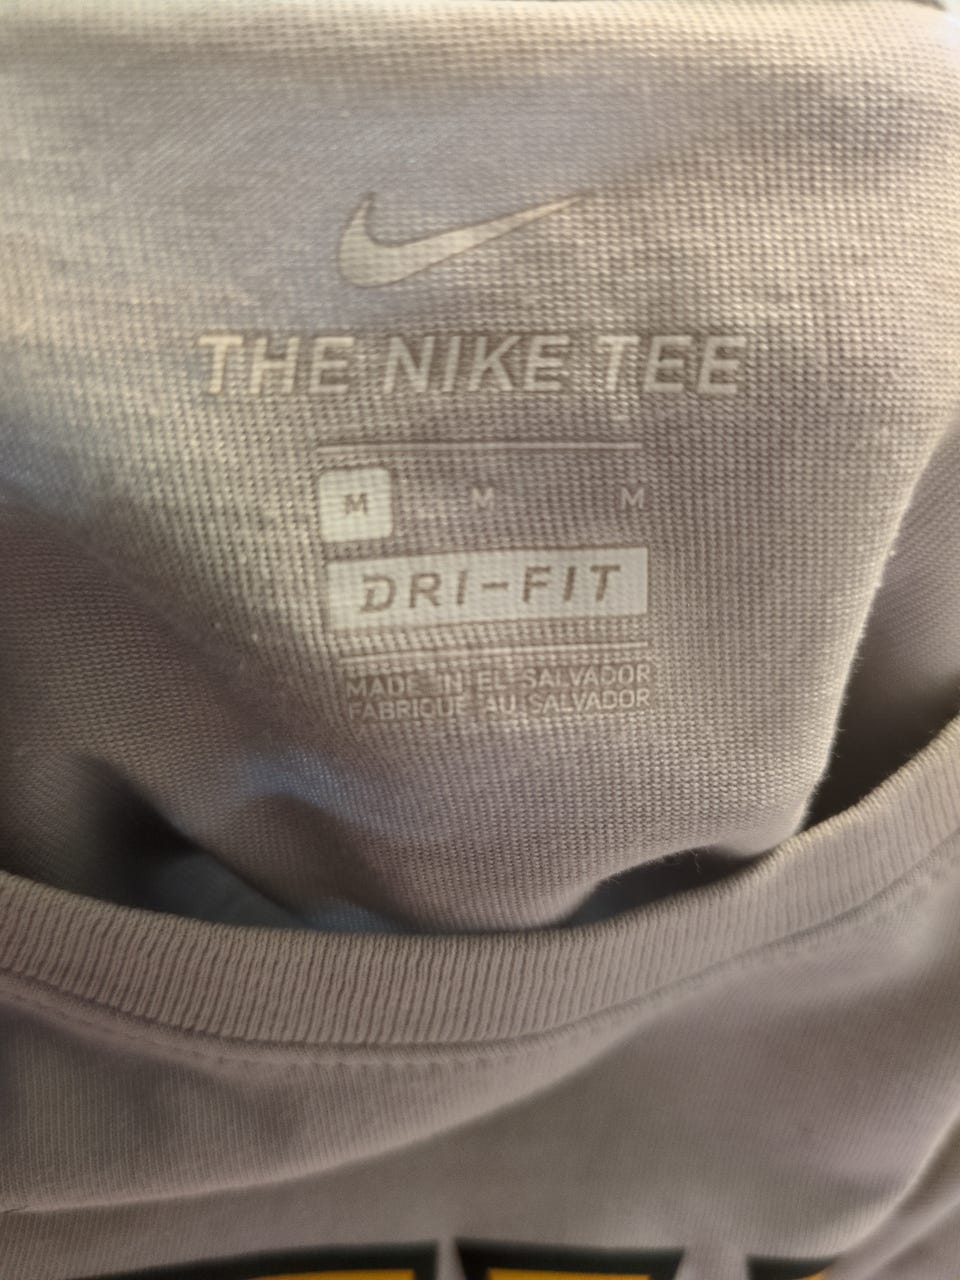 THE NIKE TEE
M M M
DRI-FIT
MADE IN EL SALVADOR
FABRIQUE AU SALVADOR